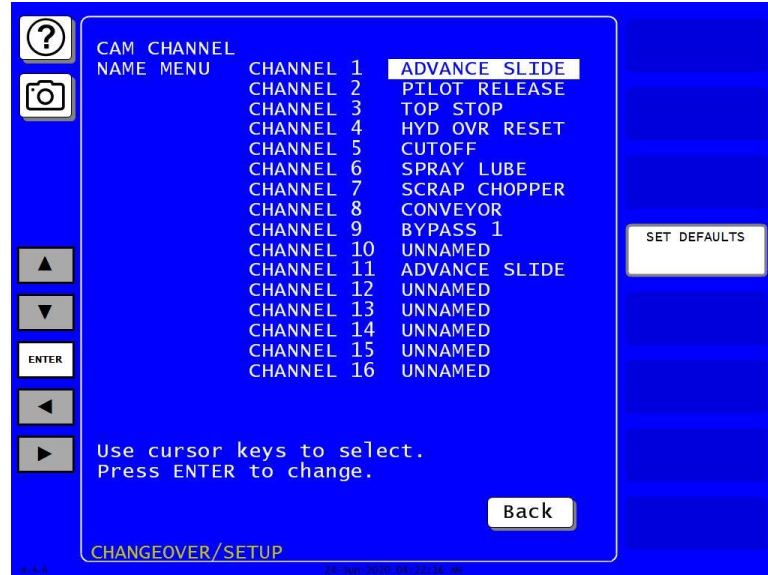 ?
CAM CHANNEL
NAME MENU CHANNEL 1 ADVANCE SLIDE
CHANNEL 2 PILOT RELEASE
CHANNEL 3 TOP STOP
CHANNEL 4 HYD OVR RESET
CHANNEL 5 CUTOFF
CHANNEL 6 SPRAY LUBE
CHANNEL 7 SCRAP CHOPPER
CHANNEL 8 CONVEYOR
CHANNEL 9 BYPASS 1
CHANNEL 10 UNNAMED
CHANNEL 11 ADVANCE SLIDE
CHANNEL 12 UNNAMED
CHANNEL 13 UNNAMED
CHANNEL 14 UNNAMED
CHANNEL 15 UNNAMED
CHANNEL 16 UNNAMED
SET DEFAULTS
ENTER
Use cursor keys to select.
Press ENTER to change.
Back
CHANGEOVER/SETUP